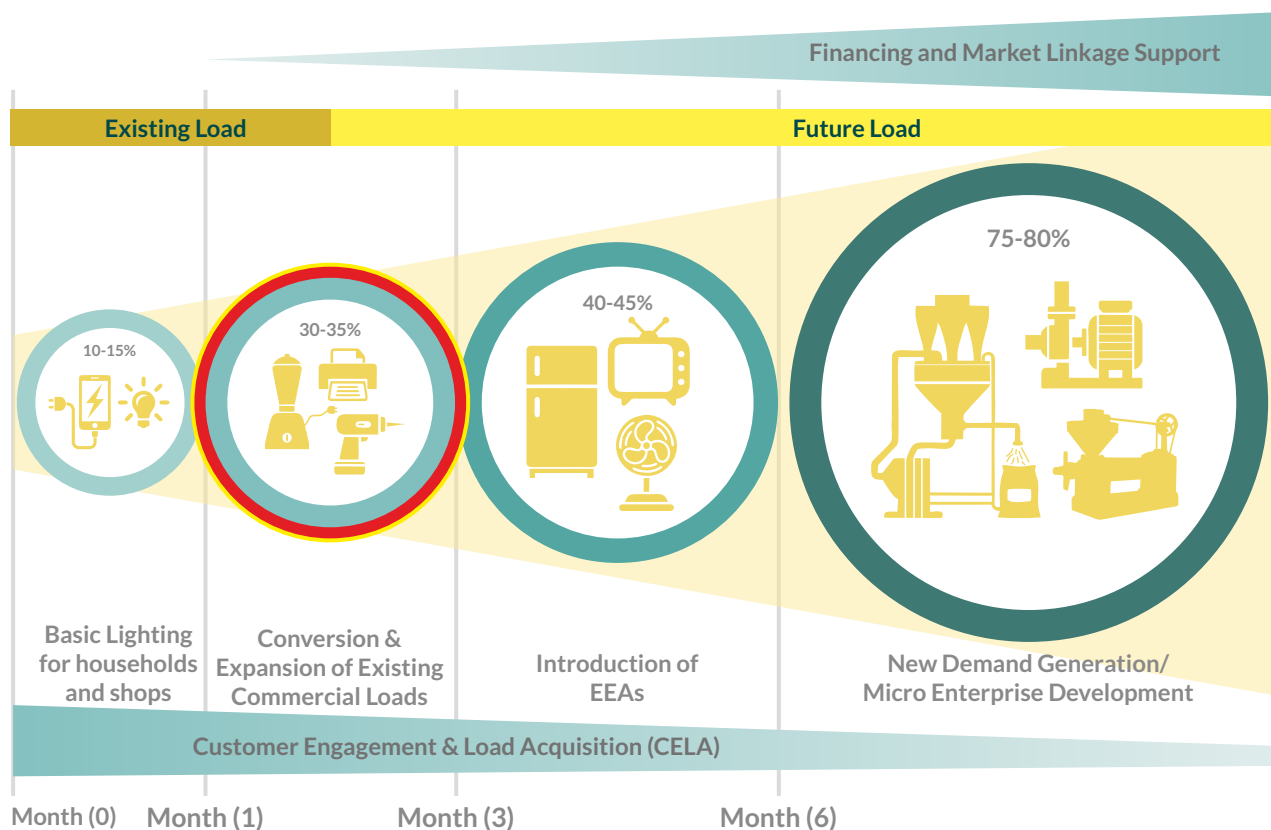 Financing and Market Linkage Support
Existing Load
Future Load
10-15%
30-35%
40-45%
75-80%
Basic Lighting
for households
and shops
Conversion &
Expansion of Existing
Commercial Loads
Introduction of
EEAs
New Demand Generation/
Micro Enterprise Development
Customer Engagement & Load Acquisition (CELA)
Month (0)
Month (1)
Month (3)
Month (6)